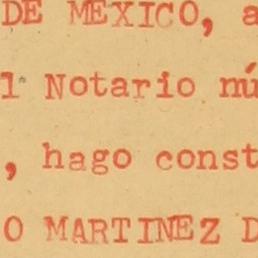 DE MEXICO, a
l Notario nú
, hago const
O MARTINEZ D